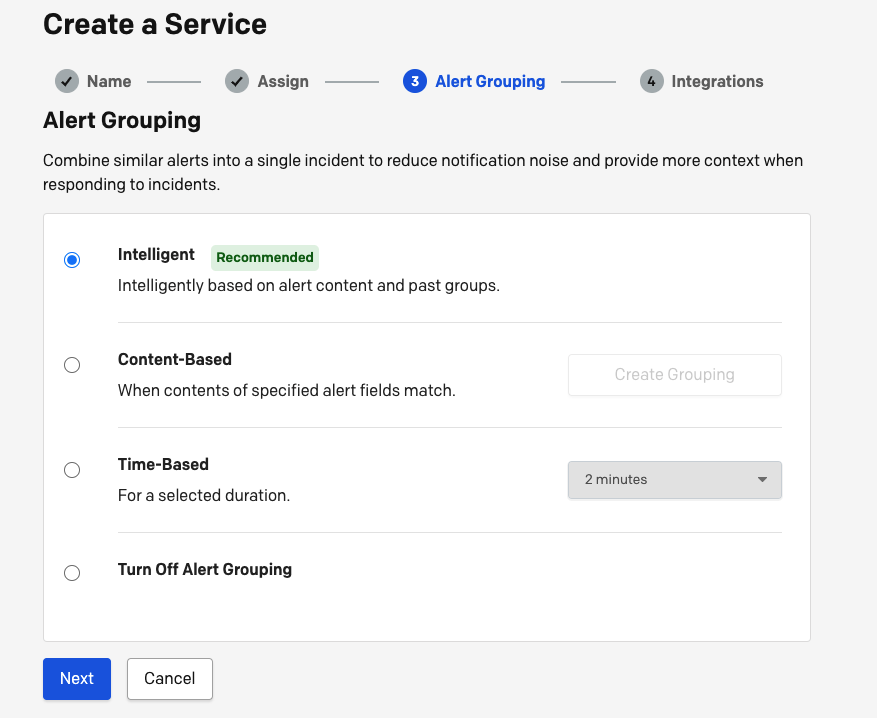 Create a Service
Name Assign 3 Alert Grouping 4 Integrations
Alert Grouping
Combine similar alerts into a single incident to reduce notification noise and provide more context when
responding to incidents.
Intelligent Recommended
Intelligently based on alert content and past groups.
Content-Based
When contents of specified alert fields match.
Create Grouping
Time-Based
For a selected duration.
2 minutes
Turn Off Alert Grouping
Next Cancel